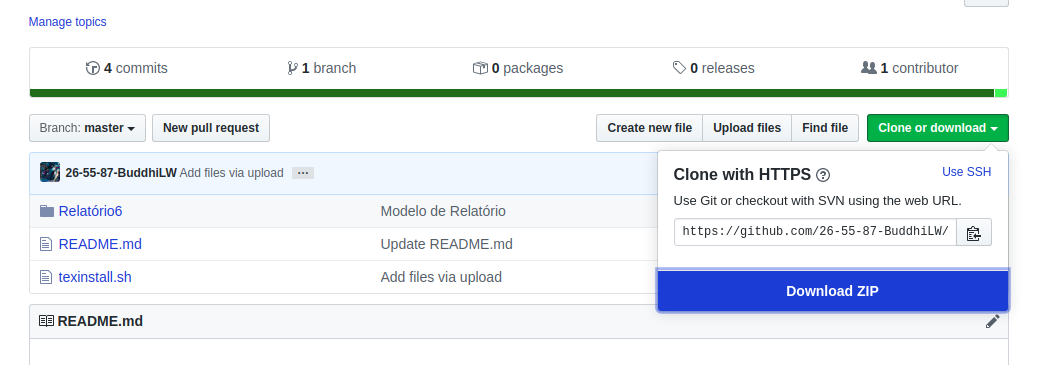 Manage topics
4 commits 1 branch 0 packages 0 releases 1 contributor
Branch: master New pull request Create new file Upload files Find file Clone or download
26-55-87-BuddhiLW Add files via upload ...
Relatório6 Modelo de Relatório
README.md Update README.md
texinstall.sh Add files via upload
Clone with HTTPS ? Use SSH
Use Git or checkout with SVN using the web URL.
https://github.com/26-55-87-BuddhiLW/
Download ZIP
README.md